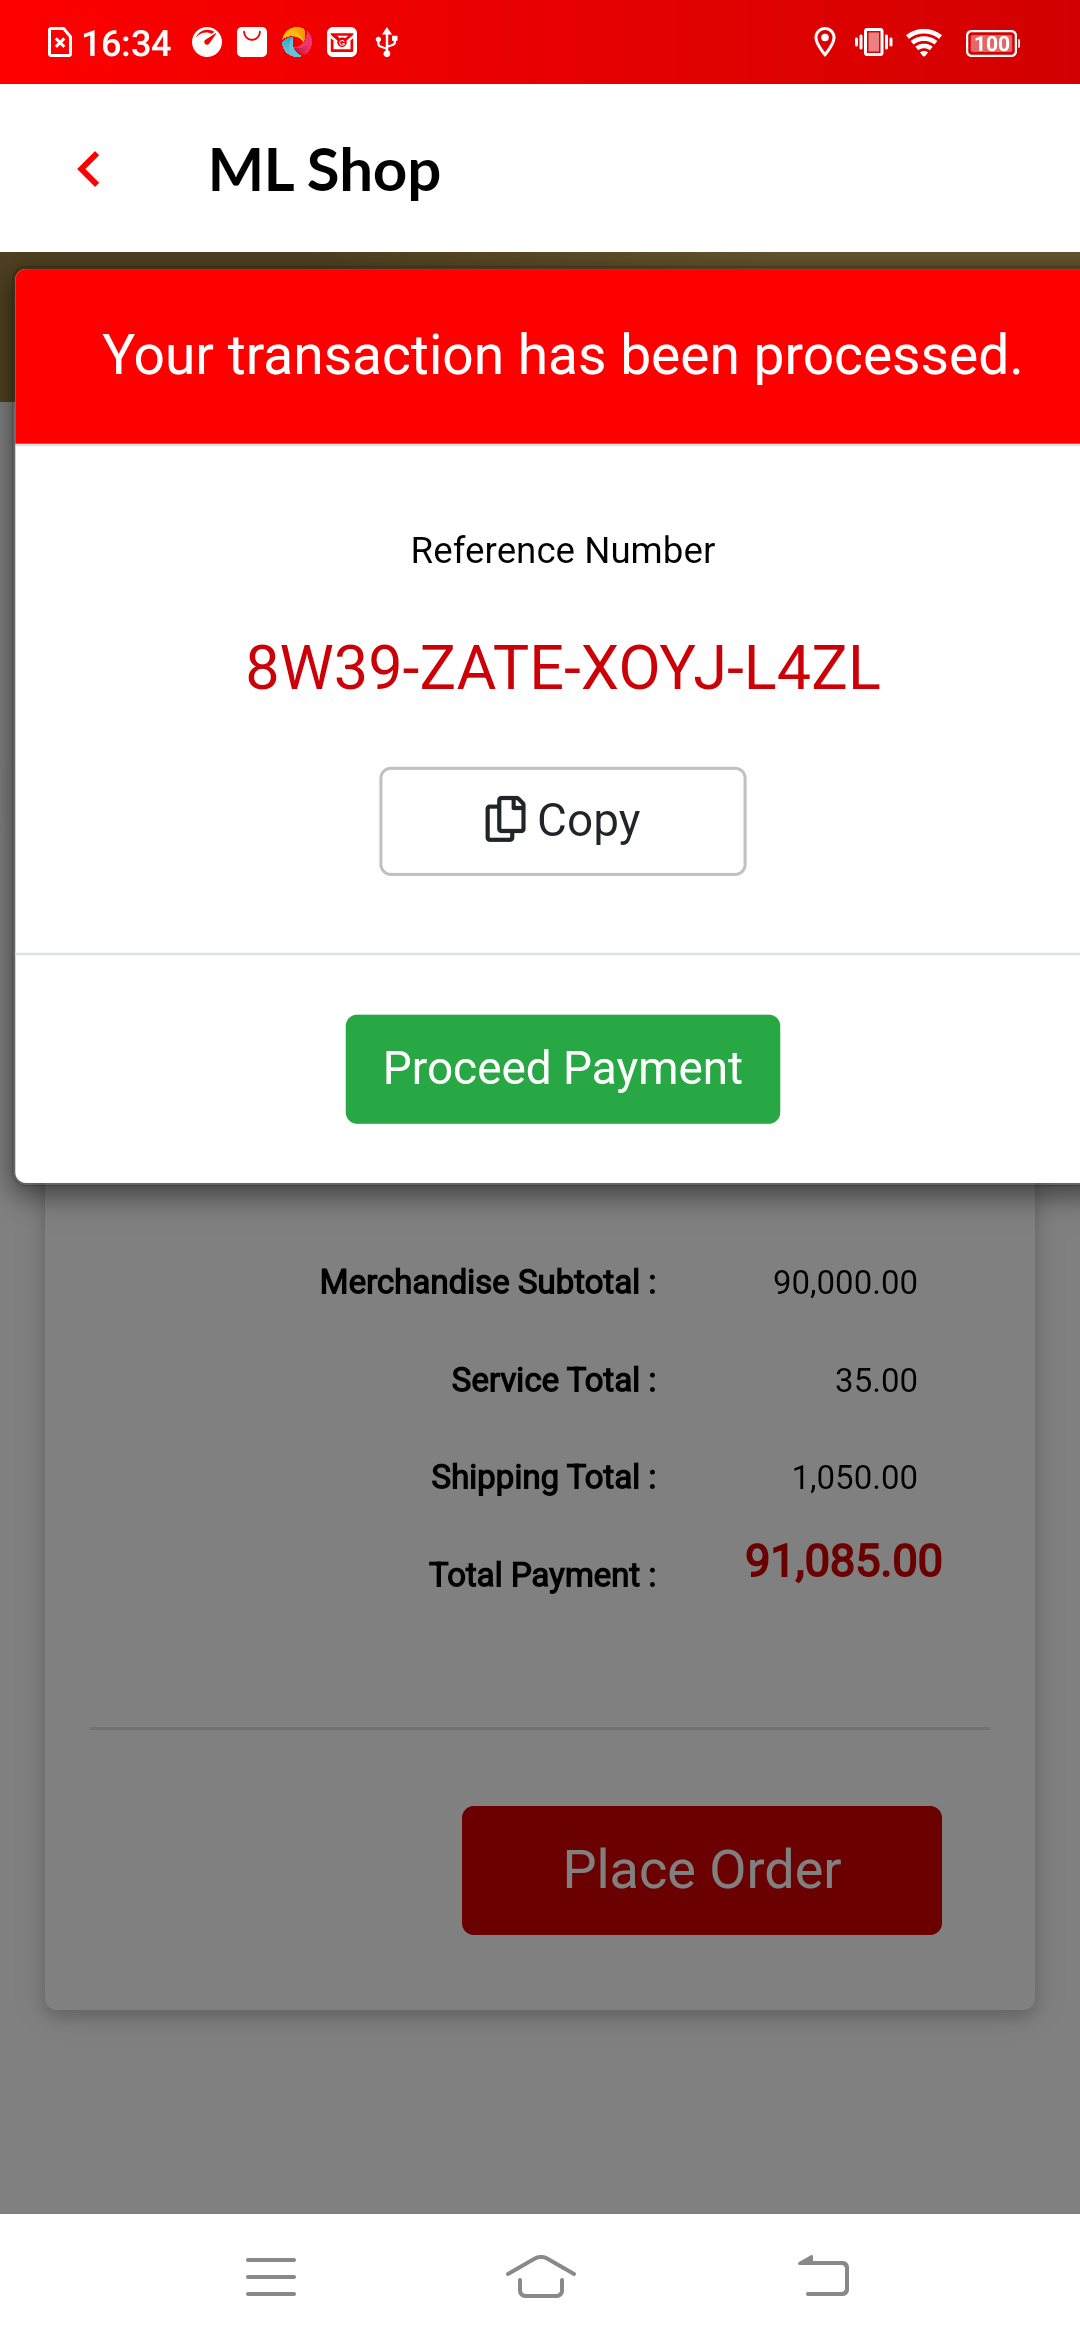 16:34
100
ML Shop
Your transaction has been processed.
Reference Number
8W39-ZATE-XOYJ-L4ZL
Copy
Proceed Payment
Merchandise Subtotal : 90,000.00
Service Total : 35.00
Shipping Total : 1,050.00
Total Payment : 91,085.00
Place Order